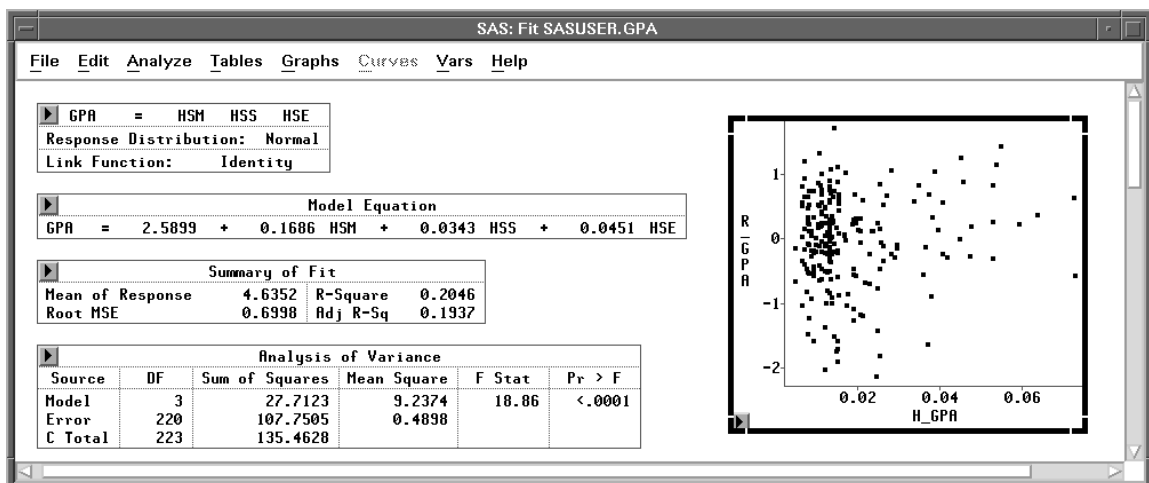 SAS: Fit SASUSER.GPA
File Edit Analyze Tables Graphs Curves Vars Help
GPA = HSM HSS HSE
Response Distribution: Normal
Link Function: Identity
Model Equation
GPA = 2.5899 + 0.1686 HSM + 0.0343 HSS + 0.0451 HSE
Summary of Fit
Mean of Response 4.6352 R-Square 0.2046
Root MSE 0.6998 Adj R-Sq 0.1937
Analysis of Variance
Source DF Sum of Squares Mean Square F Stat Pr > F
Model 3 27.7123 9.2374 18.86 <.0001
Error 220 107.7505 0.4898
C Total 223 135.4628
R_GPA
1
0
-1
-2
0.02 0.04 0.06
H_GPA